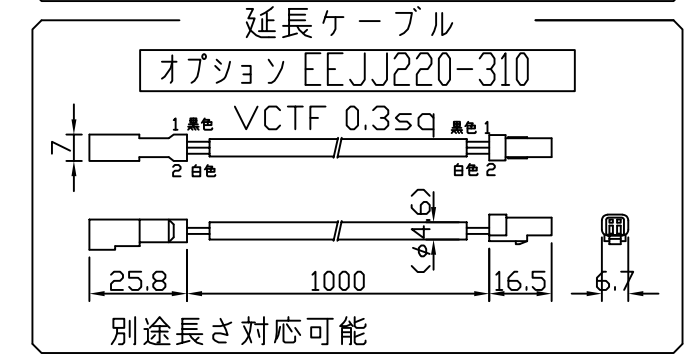 延長ケーブル
オプション EEJJ220-310
VCTF 0.3sq
1 黒色
黒色 1
7
2 白色
白色 2
(φ4.6)
25.8
1000
16.5
6.7
別途長さ対応可能